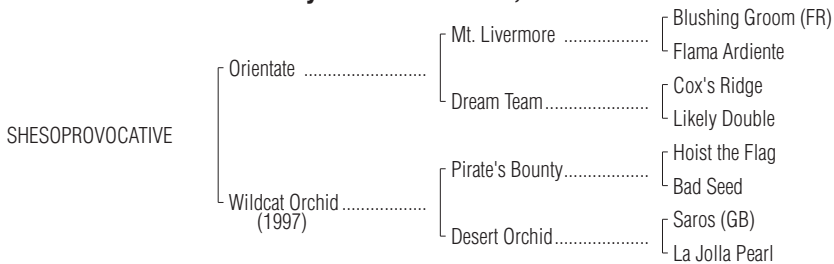 Blushing Groom (FR)
Mt. Livermore ..................
Flama Ardiente
Orientate ..........................
Cox's Ridge
Dream Team......................
Likely Double
SHESOPROVOCATIVE
Hoist the Flag
Pirate's Bounty..................
Bad Seed
Wildcat Orchid ..................
(1997)
Saros (GB)
Desert Orchid....................
La Jolla Pearl